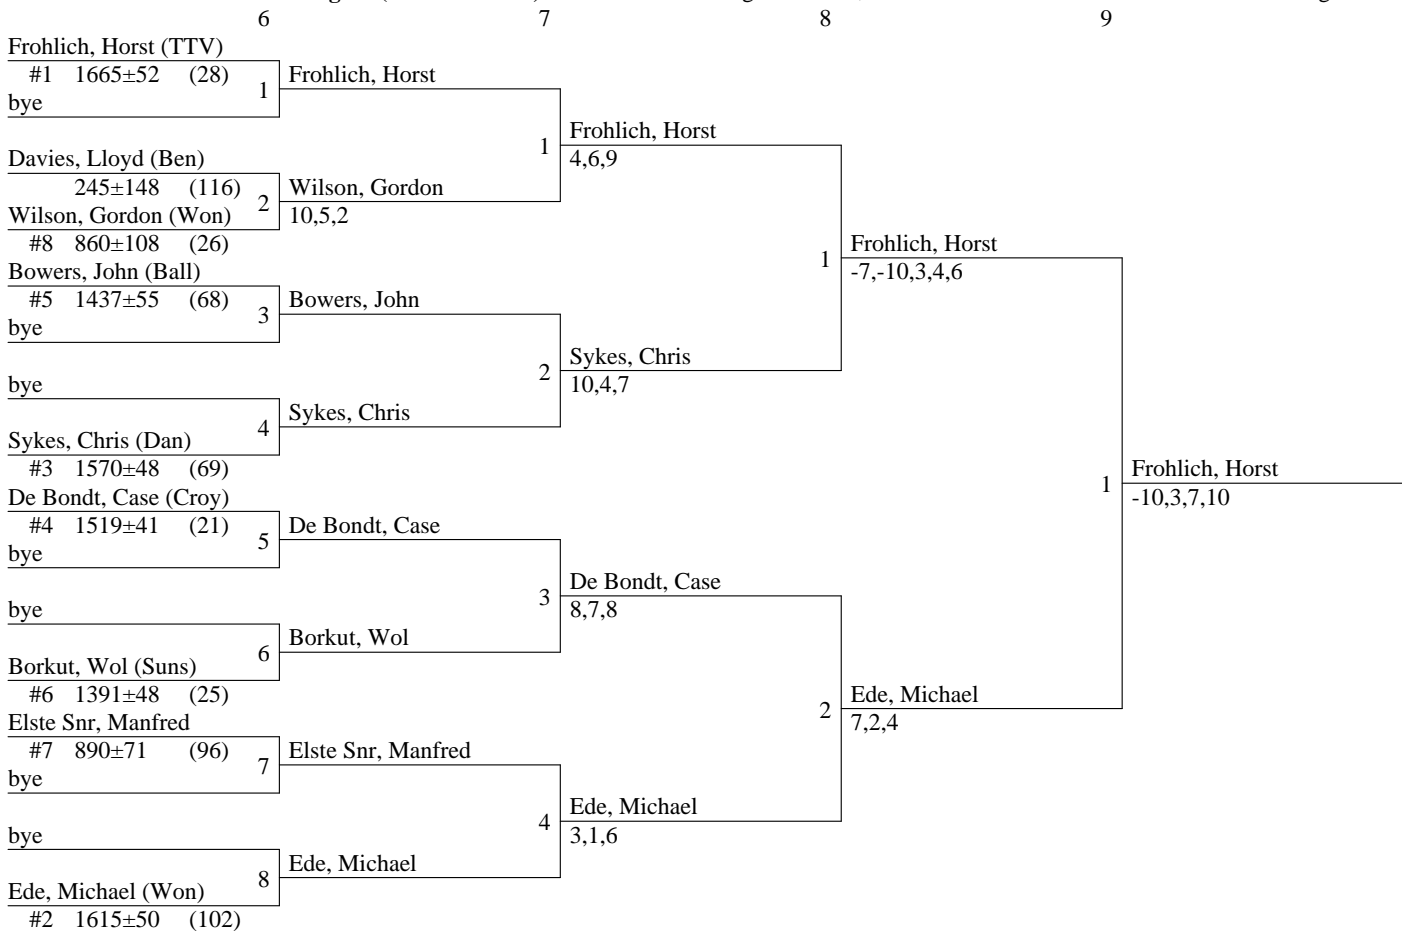 6 7 8 9
Frohlich, Horst (TTV)
#1 1665±52 (28)
bye
1
Frohlich, Horst
Davies, Lloyd (Ben)
245±148 (116)
Wilson, Gordon (Won)
#8 860±108 (26)
2
Wilson, Gordon
10,5,2
Bowers, John (Ball)
#5 1437±55 (68)
bye
3
Bowers, John
bye
Sykes, Chris (Dan)
#3 1570±48 (69)
4
Sykes, Chris
De Bondt, Case (Croy)
#4 1519±41 (21)
bye
5
De Bondt, Case
bye
Borkut, Wol (Suns)
#6 1391±48 (25)
6
Borkut, Wol
Elste Snr, Manfred
#7 890±71 (96)
bye
7
Elste Snr, Manfred
bye
Ede, Michael (Won)
#2 1615±50 (102)
8
Ede, Michael
1
Frohlich, Horst
4,6,9
2
Sykes, Chris
10,4,7
3
De Bondt, Case
8,7,8
4
Ede, Michael
3,1,6
1
Frohlich, Horst
-7,-10,3,4,6
2
Ede, Michael
7,2,4
1
Frohlich, Horst
-10,3,7,10